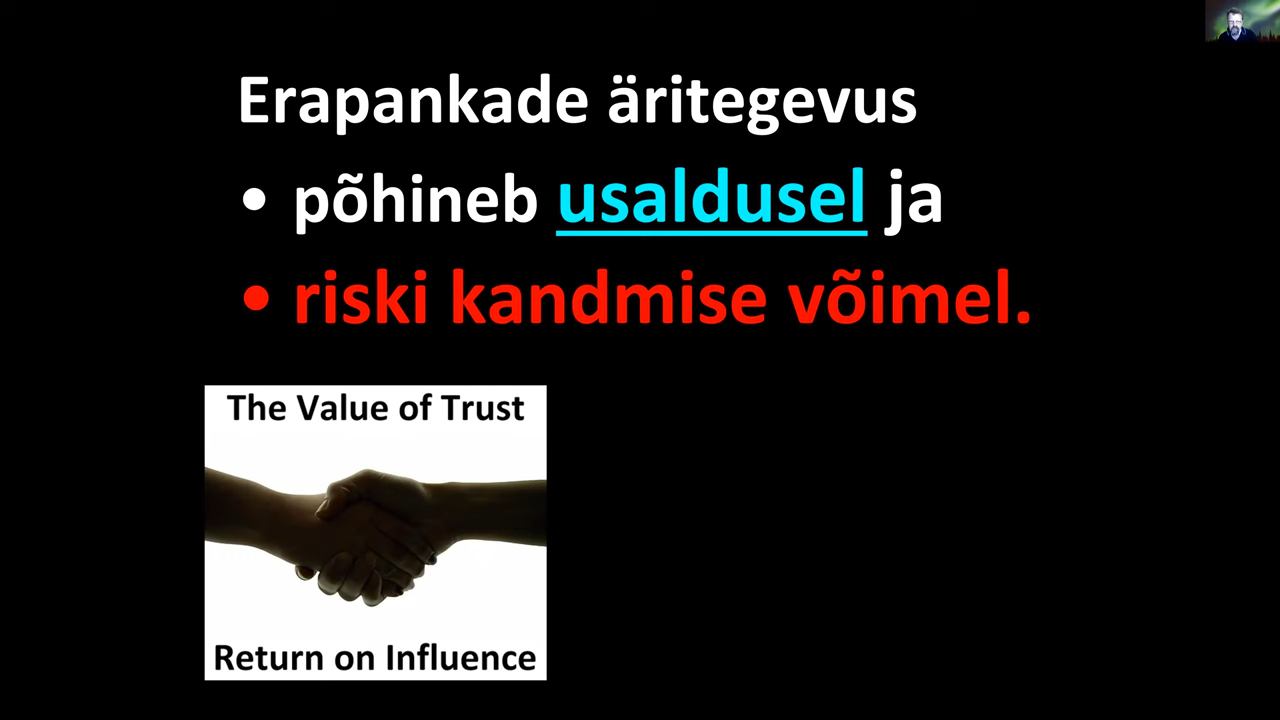 Erapankade äritegevus
• põhineb usaldusel ja
• riski kandmise võimel.
The Value of Trust
Return on Influence